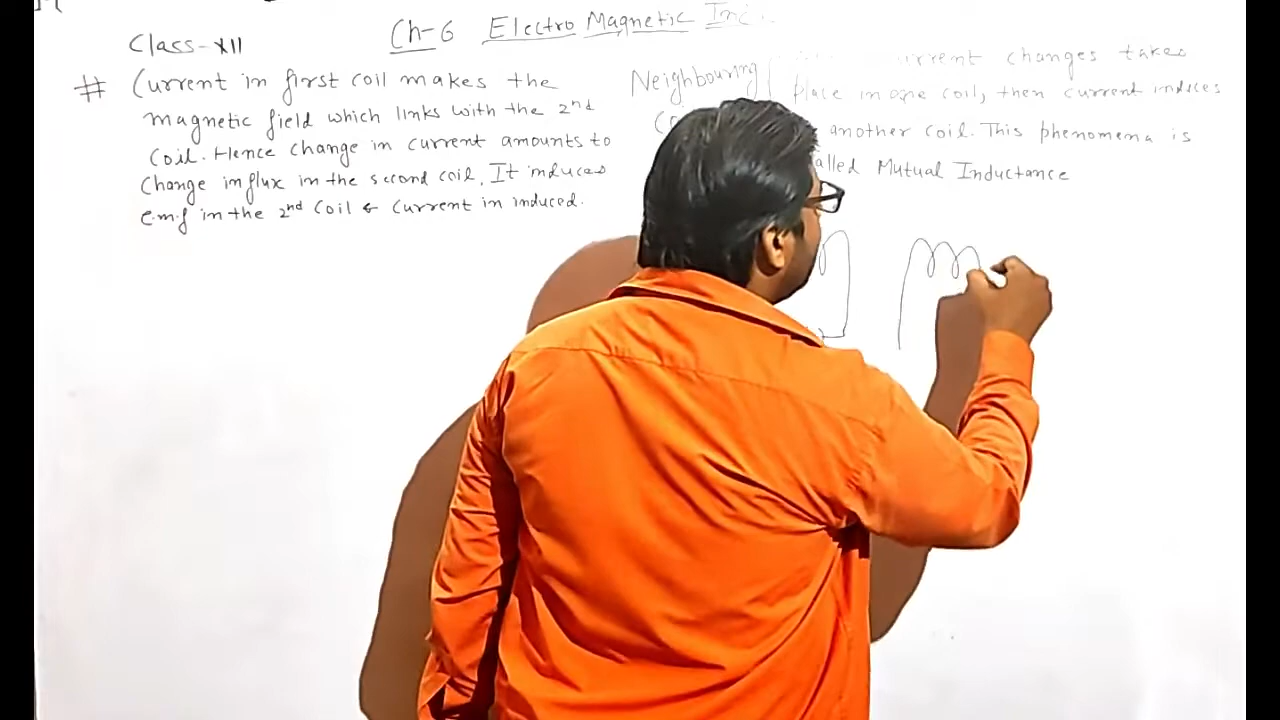 Class-XII
Ch-6 Electro Magnetic
# Current in first coil makes the
magnetic field which links with the 2nd
Coil. Hence change in current amounts to
Change in flux in the second coil. It induces
e.m.f in the 2nd Coil & Current in induced.
Neighbouring changes takes
place in one coil, then current induces
another coil. This phenomena is
Mutual Inductance